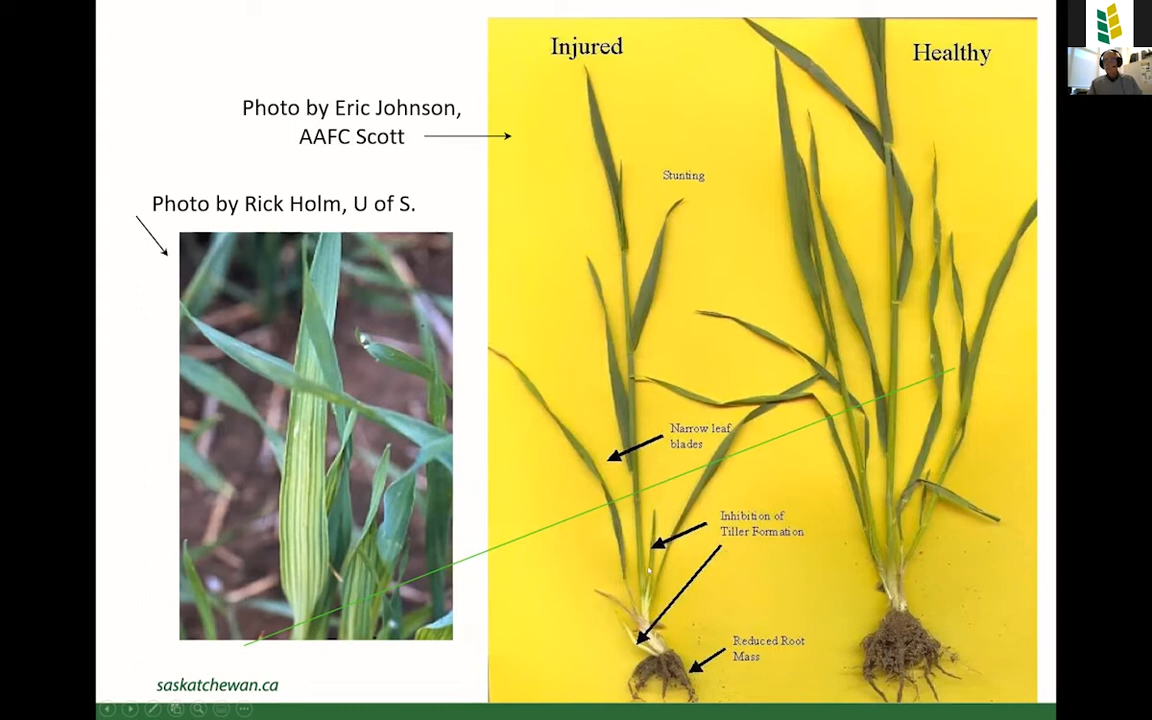 Injured
Healthy
Photo by Eric Johnson,
AAFC Scott
Stunting
Photo by Rick Holm, U of S.
Narrow leaf
blades
Inhibition of
Tiller Formation
Reduced Root
Mass
saskatchewan.ca